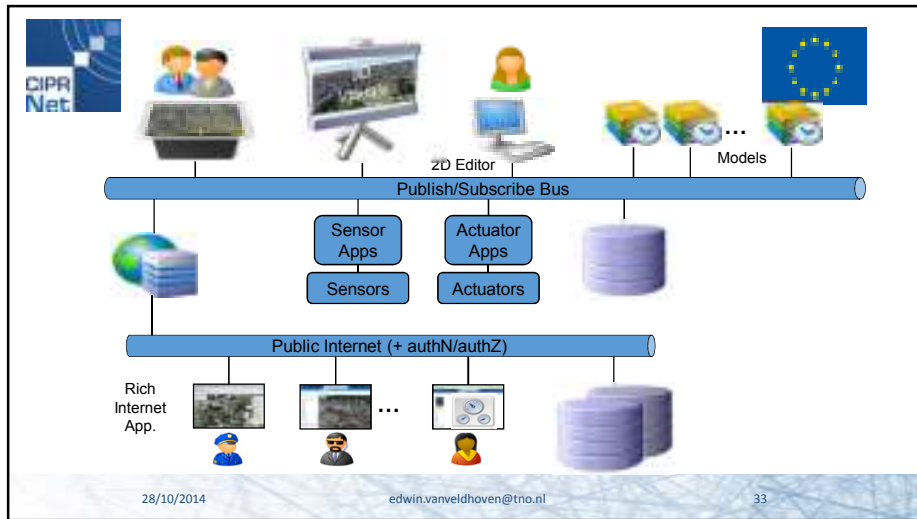 CIPR
Net
2D Editor
...
Models
Publish/Subscribe Bus
Sensor
Apps
Actuator
Apps
Sensors
Actuators
Public Internet (+ authN/authZ)
Rich
Internet
App.
...
28/10/2014
edwin.vanveldhoven@tno.nl
33